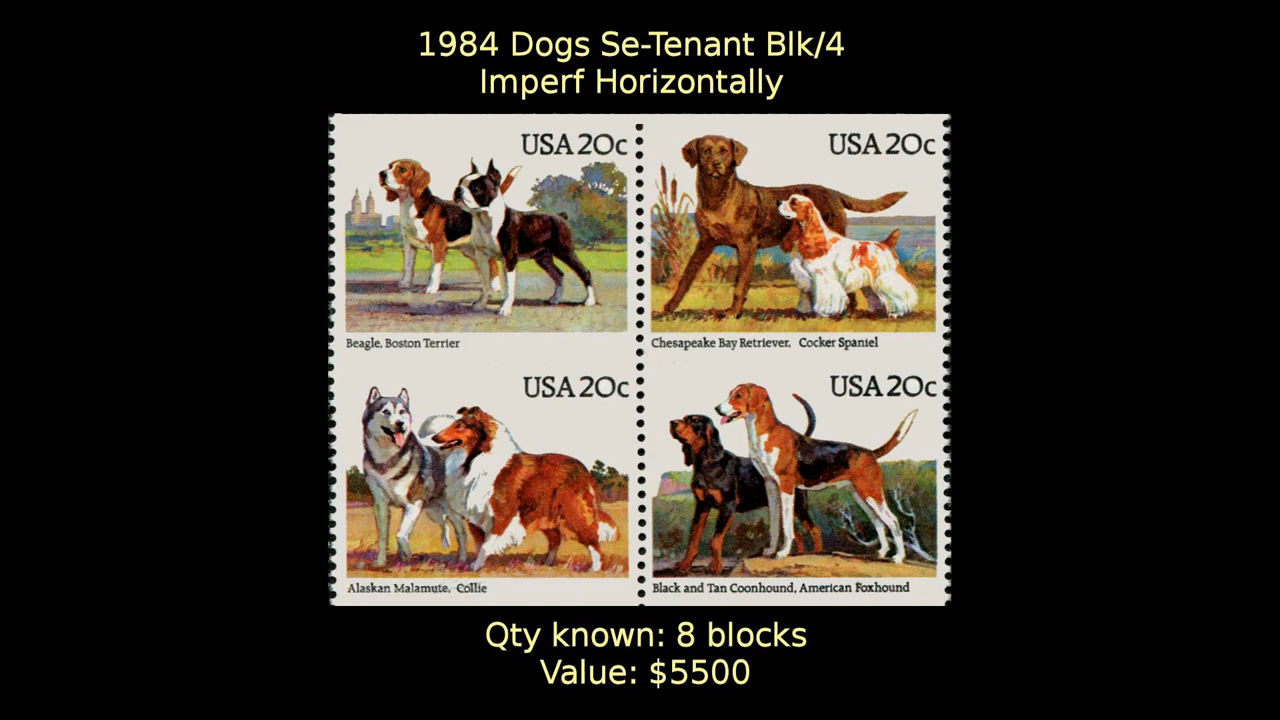 1984 Dogs Se-Tenant Blk/4
Imperf Horizontally
USA 20c
USA 20c
Beagle, Boston Terrier
Chesapeake Bay Retriever, Cocker Spaniel
USA 20c
USA 20c
Alaskan Malamute, Collie
Black and Tan Coonhound, American Foxhound
Qty known: 8 blocks
Value: $5500